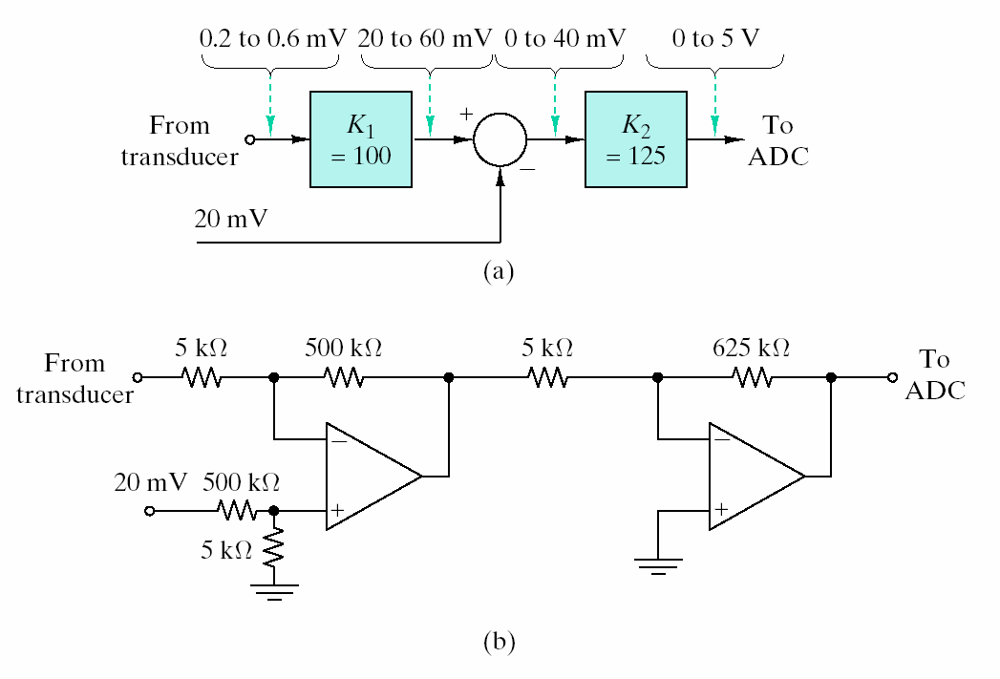 0.2 to 0.6 mV 20 to 60 mV 0 to 40 mV 0 to 5 V
From
transducer
K1
= 100
+
−
K2
= 125
To
ADC
20 mV
(a)
5 kΩ 500 kΩ 5 kΩ 625 kΩ
From
transducer
To
ADC
−
−
20 mV 500 kΩ
+
+
5 kΩ
(b)